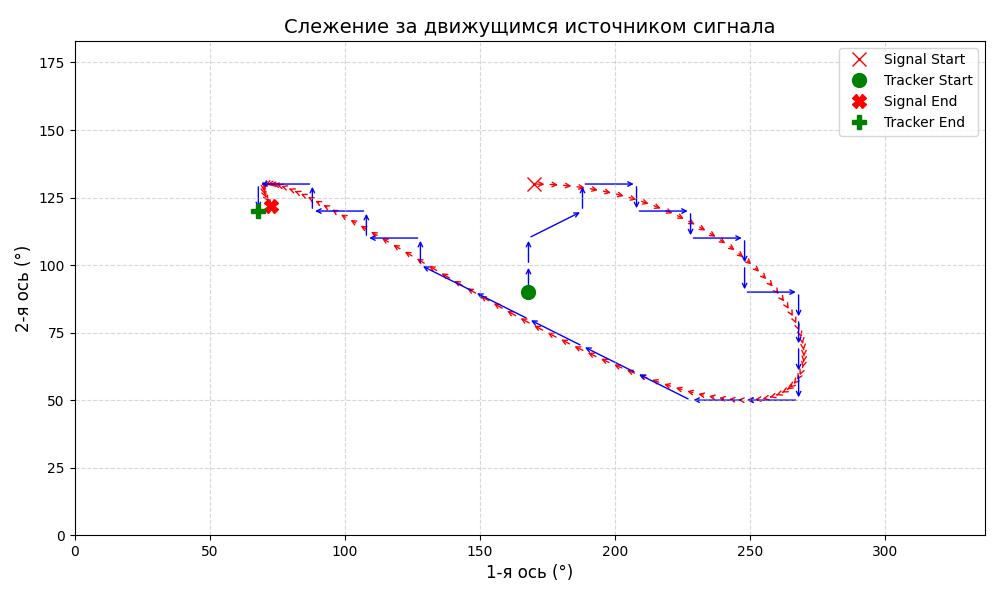 Слежение за движущимся источником сигнала
Signal Start
Tracker Start
Signal End
Tracker End
175
150
125
100
75
50
25
0
2-я ось (°)
0 50 100 150 200 250 300
1-я ось (°)